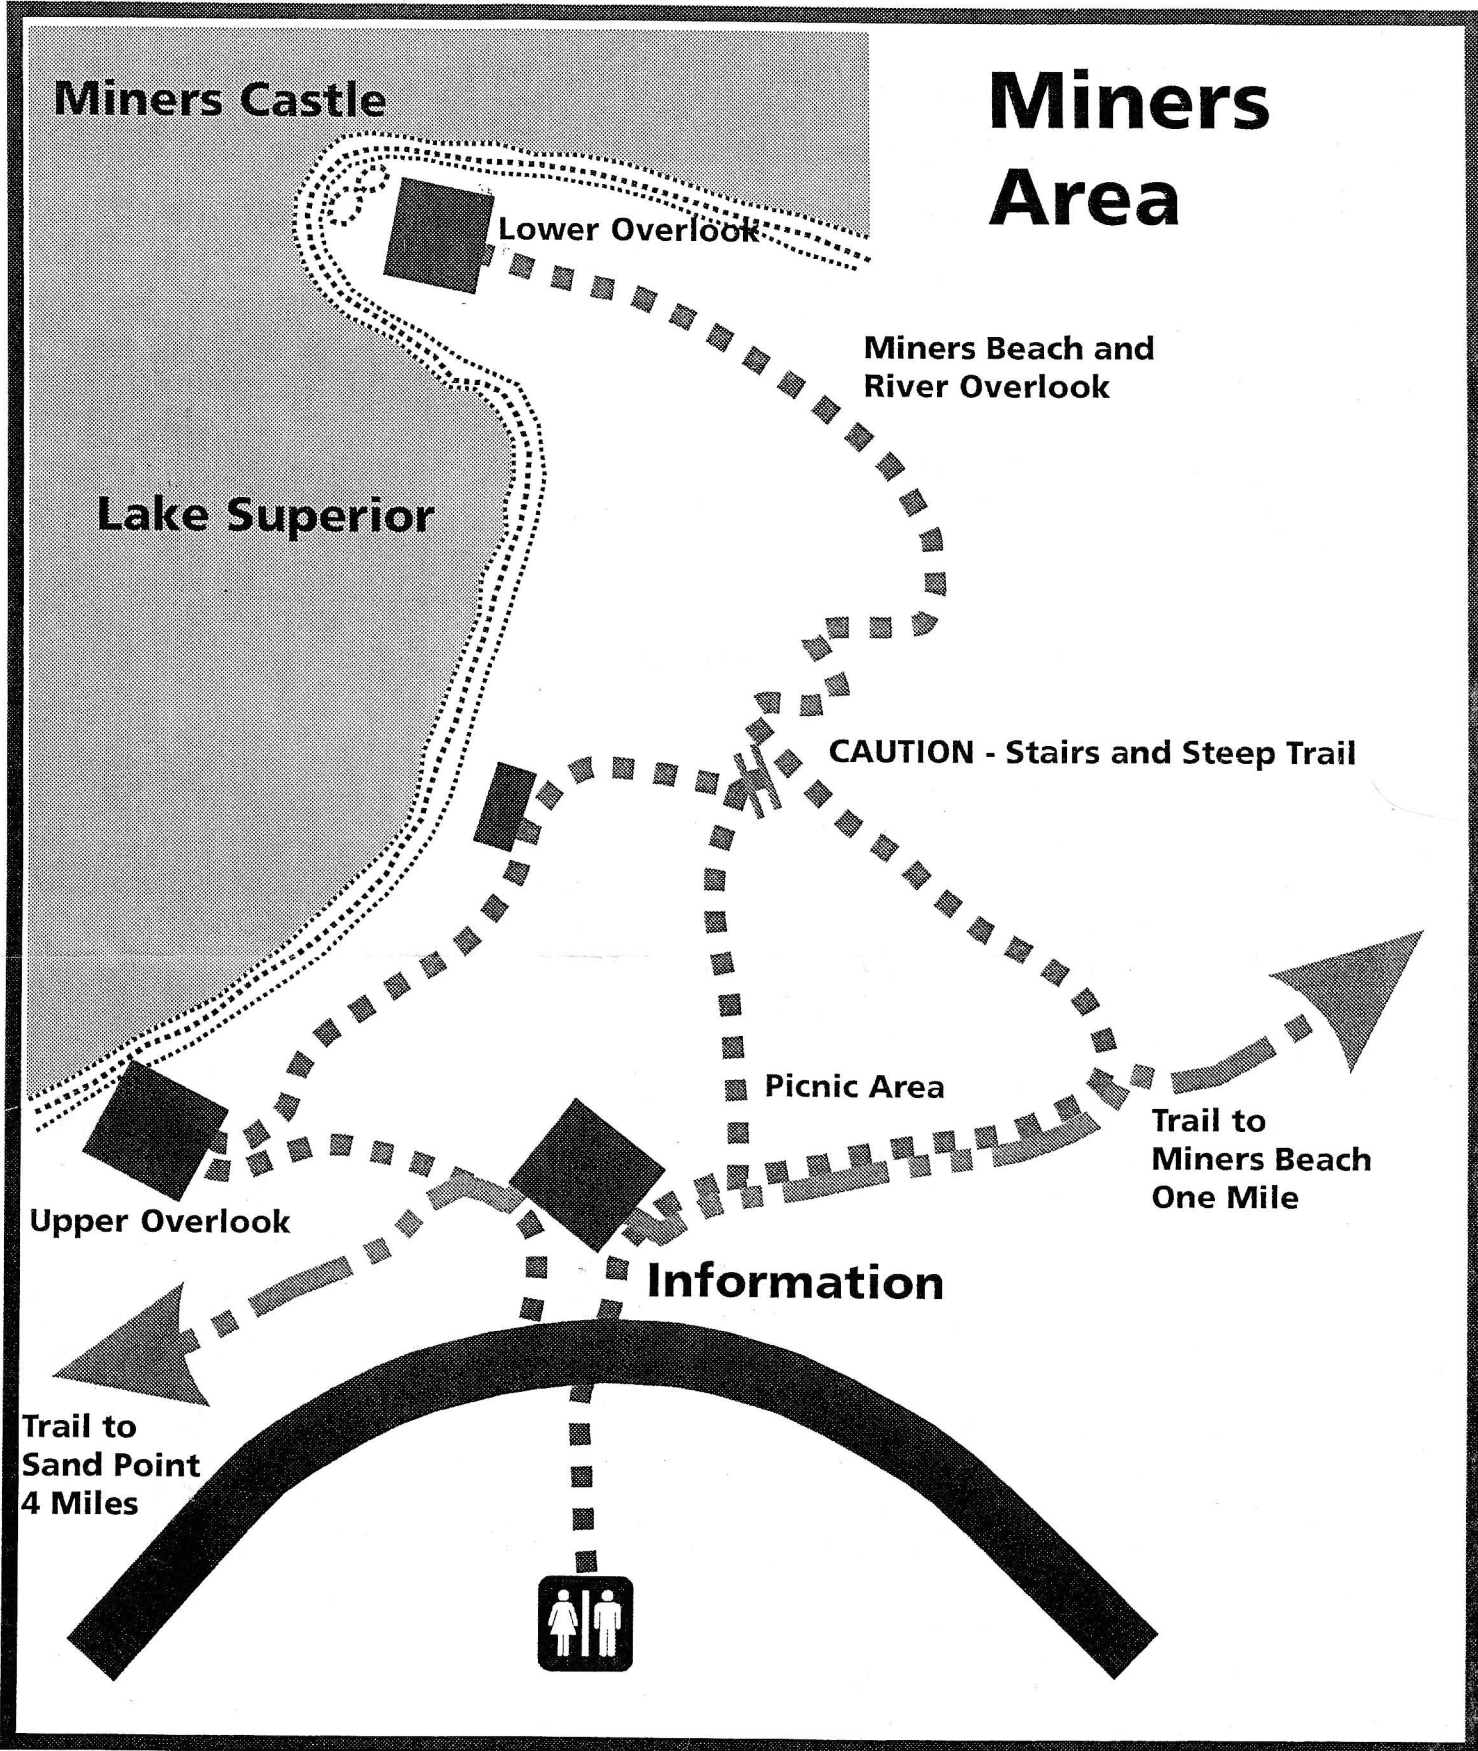 Miners Castle
Miners
Area
Lower Overlook
Miners Beach and
River Overlook
Lake Superior
CAUTION - Stairs and Steep Trail
Picnic Area
Trail to
Miners Beach
One Mile
Upper Overlook
Information
Trail to
Sand Point
4 Miles